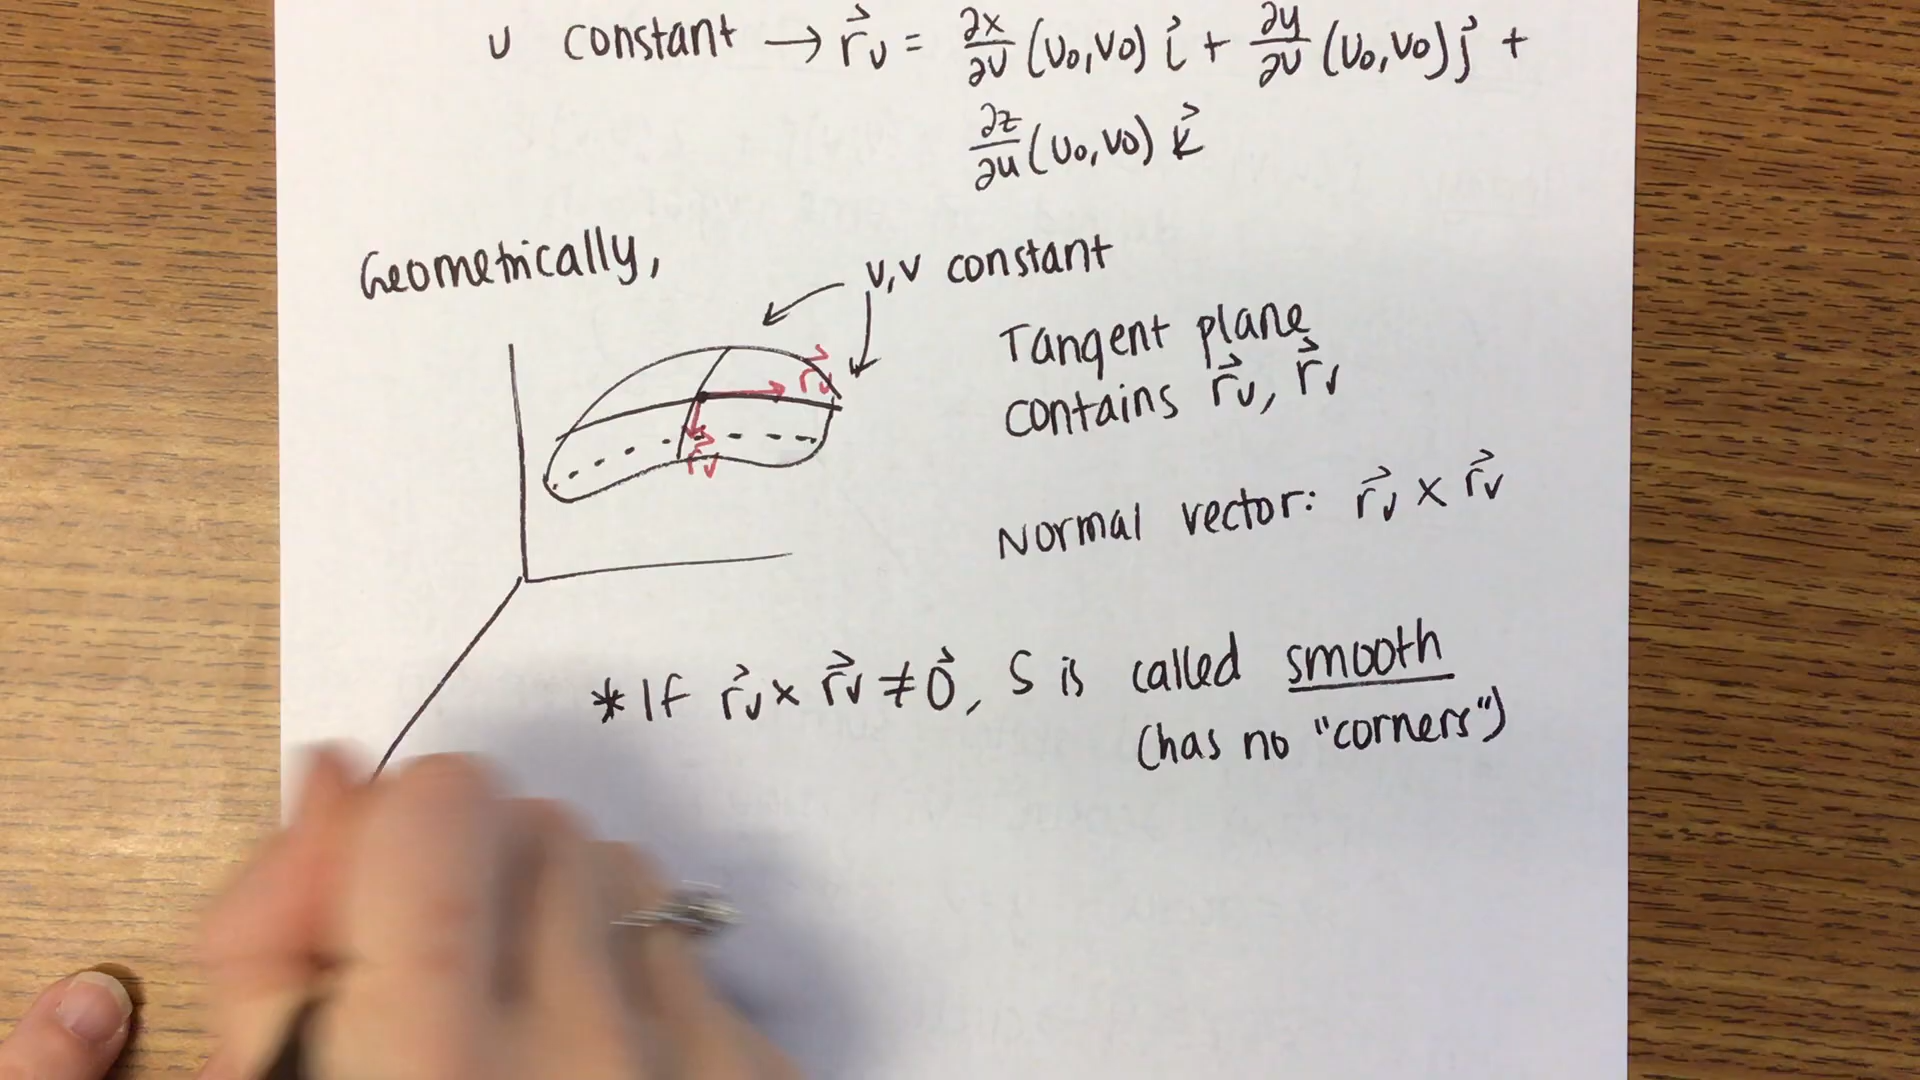 u constant → r⃗ᵥ = ∂x/∂v (u₀,v₀) i⃗ + ∂y/∂v (u₀,v₀) j⃗ +
∂z/∂u (u₀,v₀) k⃗
Geometrically,
u,v constant
r⃗ᵤ
r⃗ᵥ
Tangent plane
contains r⃗ᵤ, r⃗ᵥ
Normal vector: r⃗ᵤ × r⃗ᵥ
*If r⃗ᵤ × r⃗ᵥ ≠ 0⃗, S is called smooth
(has no "corners")